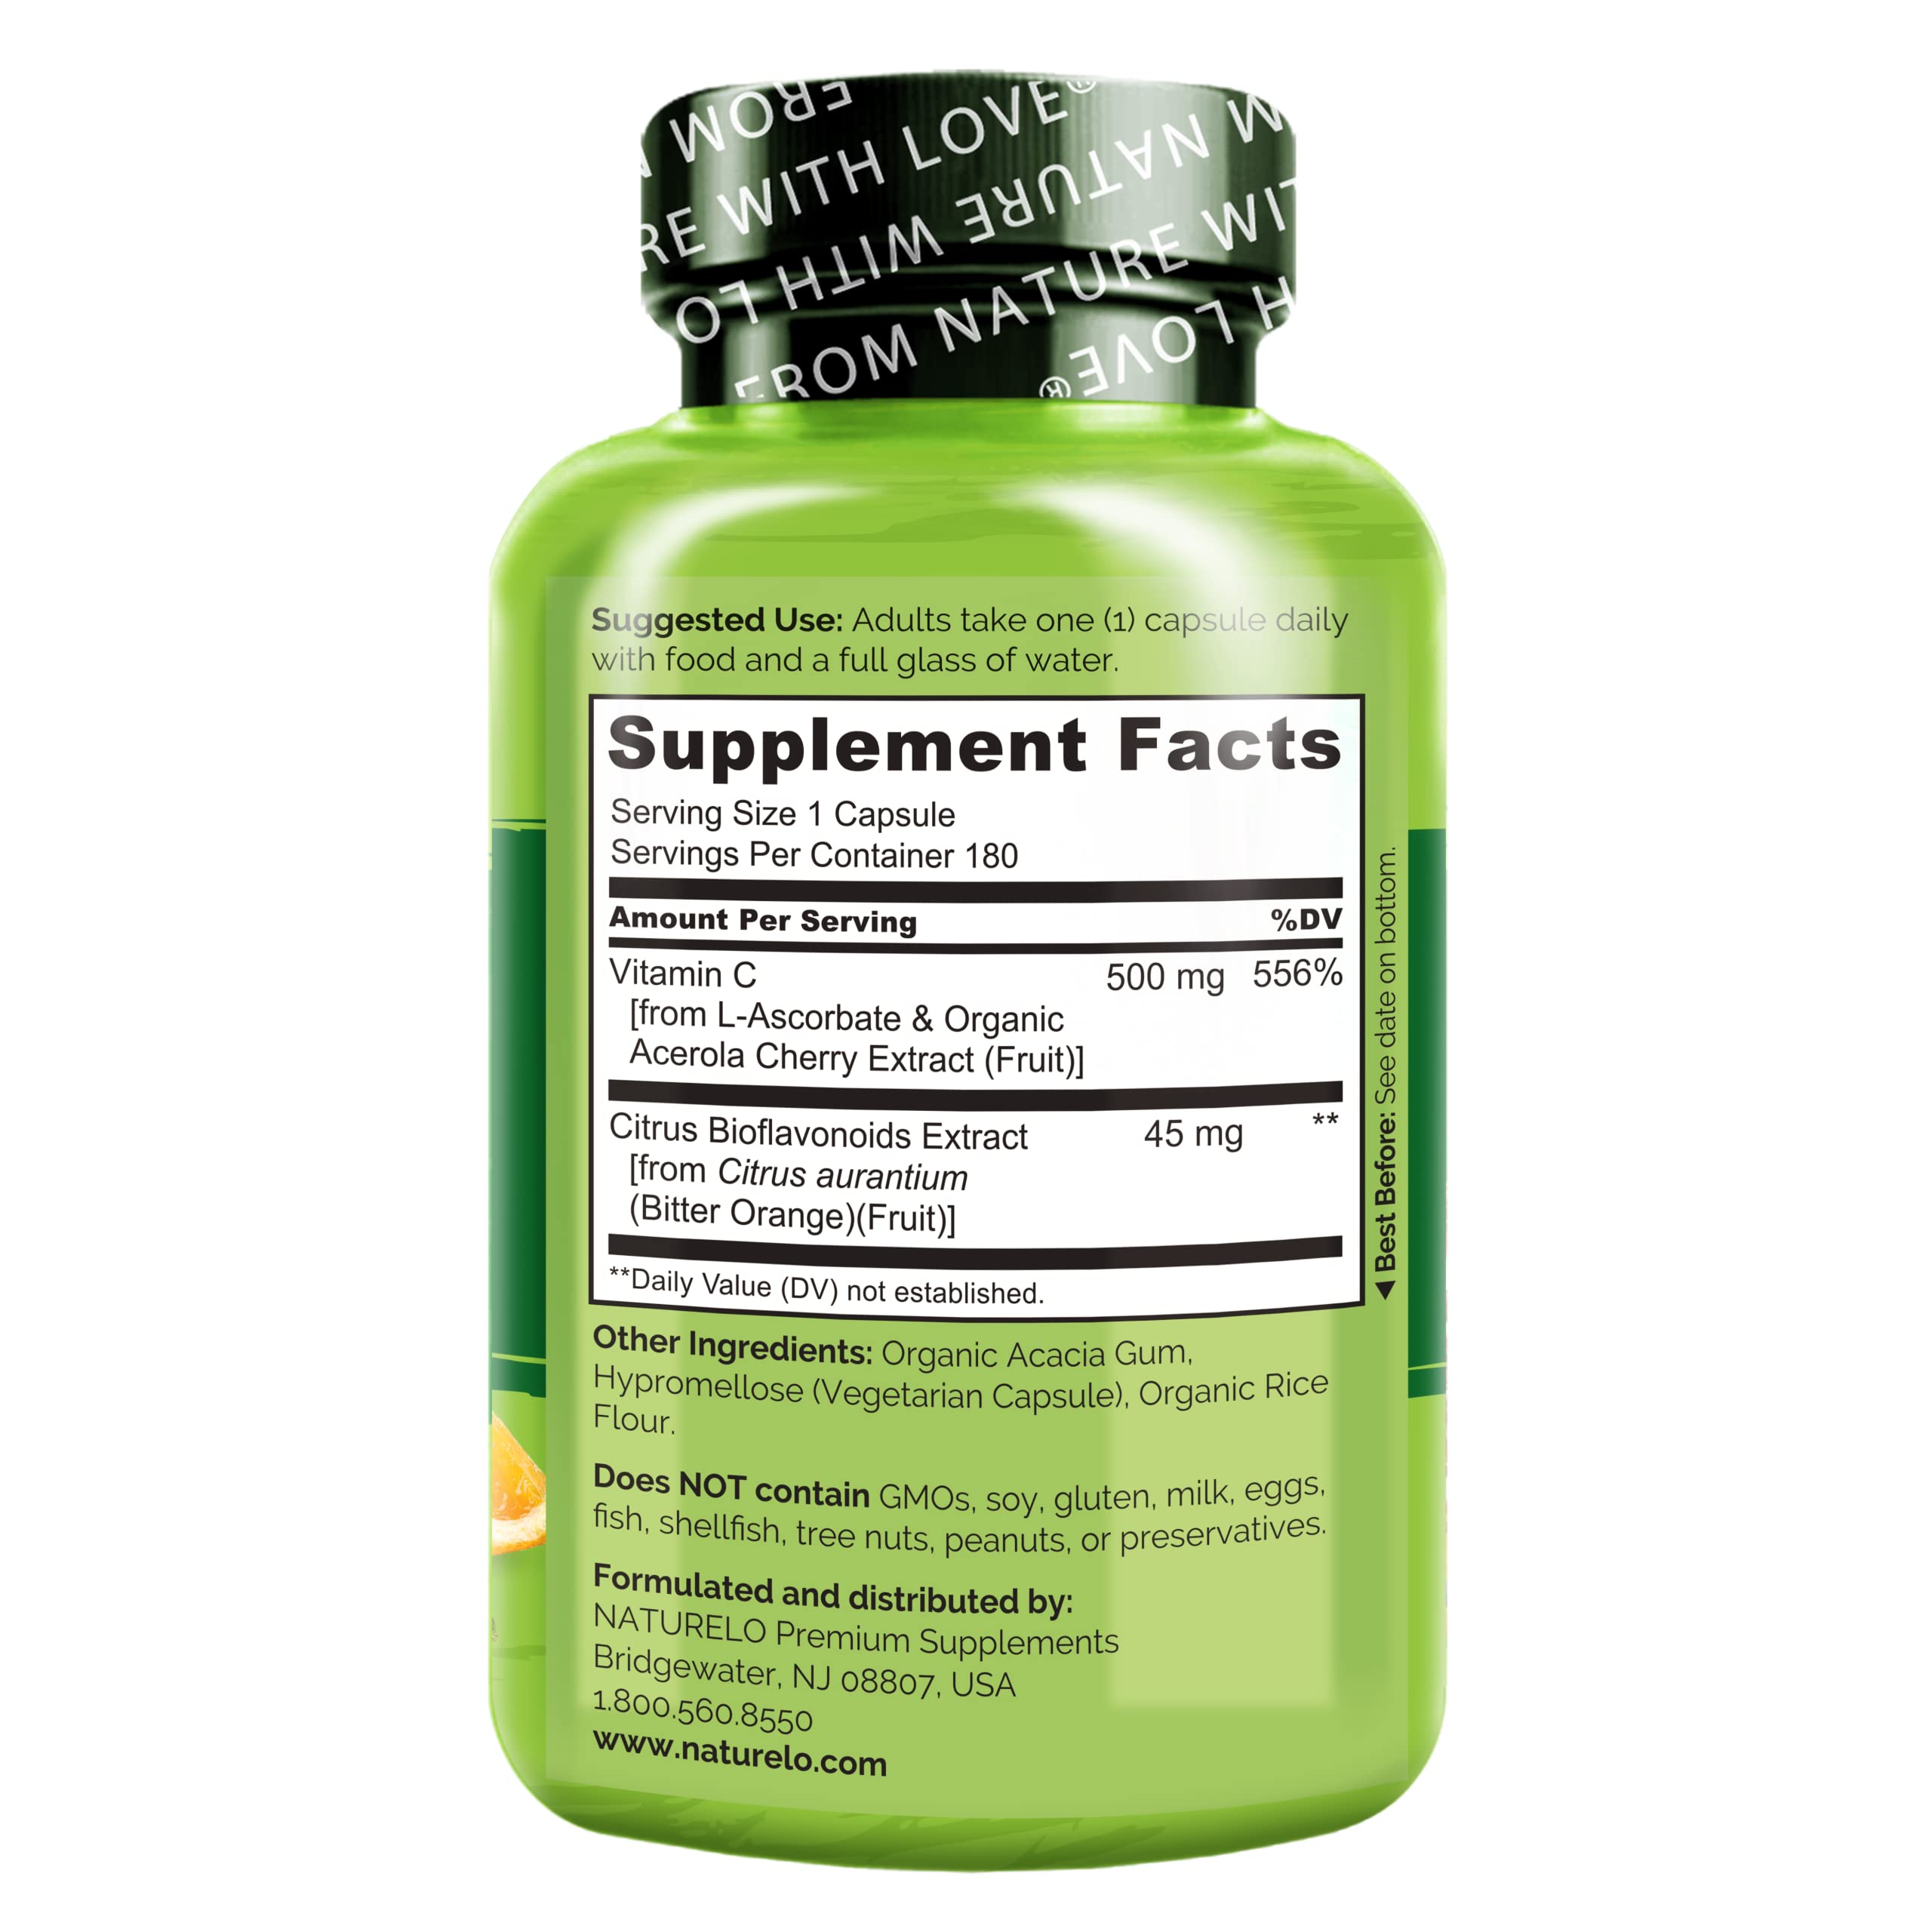 FROM
RE WITH LOVE®
M NATURE WITH LO
FROM NATURE WI
H LOVE®
Suggested Use: Adults take one (1) capsule daily
with food and a full glass of water.
Supplement Facts
Serving Size 1 Capsule
Servings Per Container 180
Amount Per Serving %DV
Vitamin C 500 mg 556%
[from L-Ascorbate & Organic
Acerola Cherry Extract (Fruit)]
Citrus Bioflavonoids Extract 45 mg **
[from Citrus aurantium
(Bitter Orange)(Fruit)]
**Daily Value (DV) not established.
◀ Best Before: See date on bottom.
Other Ingredients: Organic Acacia Gum,
Hypromellose (Vegetarian Capsule), Organic Rice
Flour.
Does NOT contain GMOs, soy, gluten, milk, eggs,
fish, shellfish, tree nuts, peanuts, or preservatives.
Formulated and distributed by:
NATURELO Premium Supplements
Bridgewater, NJ 08807, USA
1.800.560.8550
www.naturelo.com